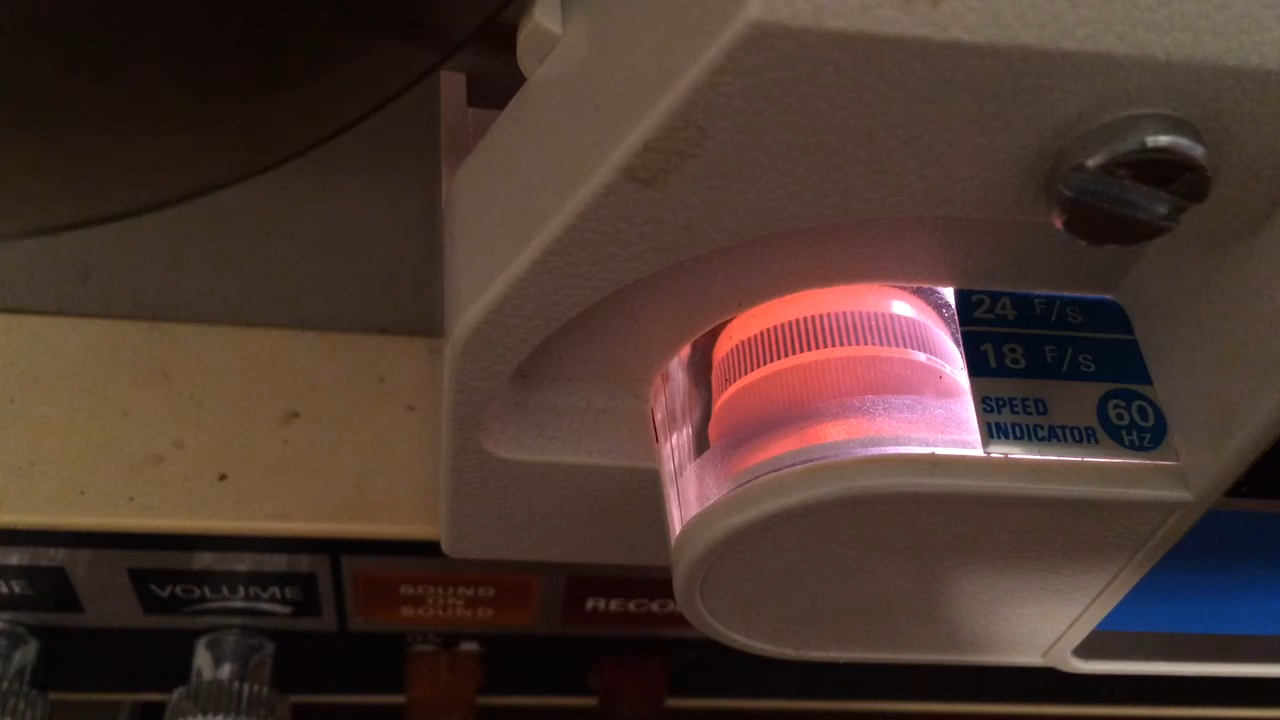 24 F/S
18 F/S
SPEED
INDICATOR
60
Hz
VOLUME
SOUND
ON
SOUND